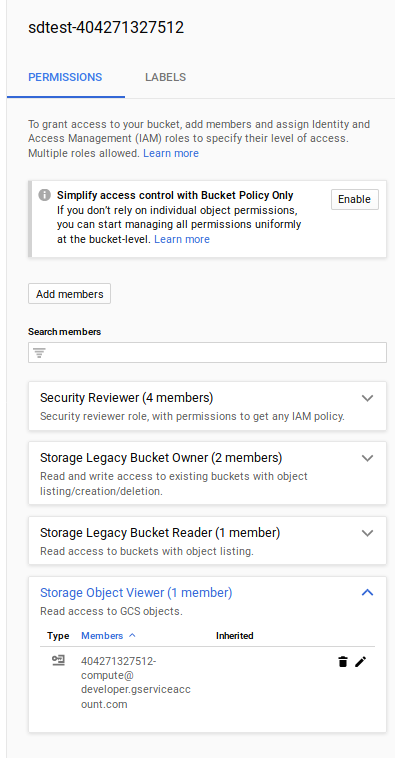 sdtest-404271327512
PERMISSIONS LABELS
To grant access to your bucket, add members and assign Identity and
Access Management (IAM) roles to specify their level of access.
Multiple roles allowed. Learn more
Simplify access control with Bucket Policy Only
If you don't rely on individual object permissions,
you can start managing all permissions uniformly
at the bucket-level. Learn more
Enable
Add members
Search members
Security Reviewer (4 members)
Security reviewer role, with permissions to get any IAM policy.
Storage Legacy Bucket Owner (2 members)
Read and write access to existing buckets with object
listing/creation/deletion.
Storage Legacy Bucket Reader (1 member)
Read access to buckets with object listing.
Storage Object Viewer (1 member)
Read access to GCS objects.
Type Members Inherited
404271327512-
compute@
developer.gserviceacc
ount.com